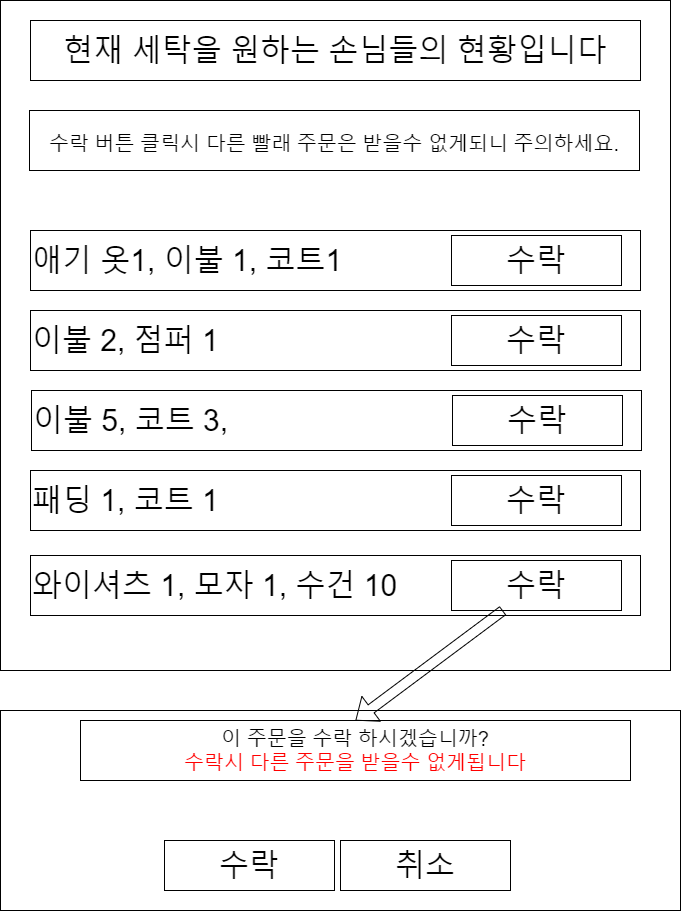 현재 세탁을 원하는 손님들의 현황입니다
수락 버튼 클릭시 다른 빨래 주문은 받을수 없게되니 주의하세요.
애기 옷1, 이불 1, 코트1 수락
이불 2, 점퍼 1 수락
이불 5, 코트 3, 수락
패딩 1, 코트 1 수락
와이셔츠 1, 모자 1, 수건 10 수락
이 주문을 수락 하시겠습니까?
수락시 다른 주문을 받을수 없게됩니다
수락 취소